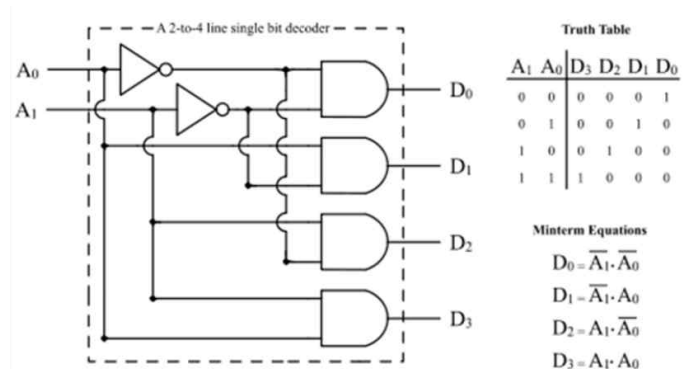 A 2-to-4 line single bit decoder
A₀
A₁
D₀
D₁
D₂
D₃
Truth Table
A₁ A₀ D₃ D₂ D₁ D₀
0 0 0 0 0 1
0 1 0 0 1 0
1 0 0 1 0 0
1 1 1 0 0 0
Minterm Equations
D₀ = A̅₁ · A̅₀
D₁ = A̅₁ · A₀
D₂ = A₁ · A̅₀
D₃ = A₁ · A₀